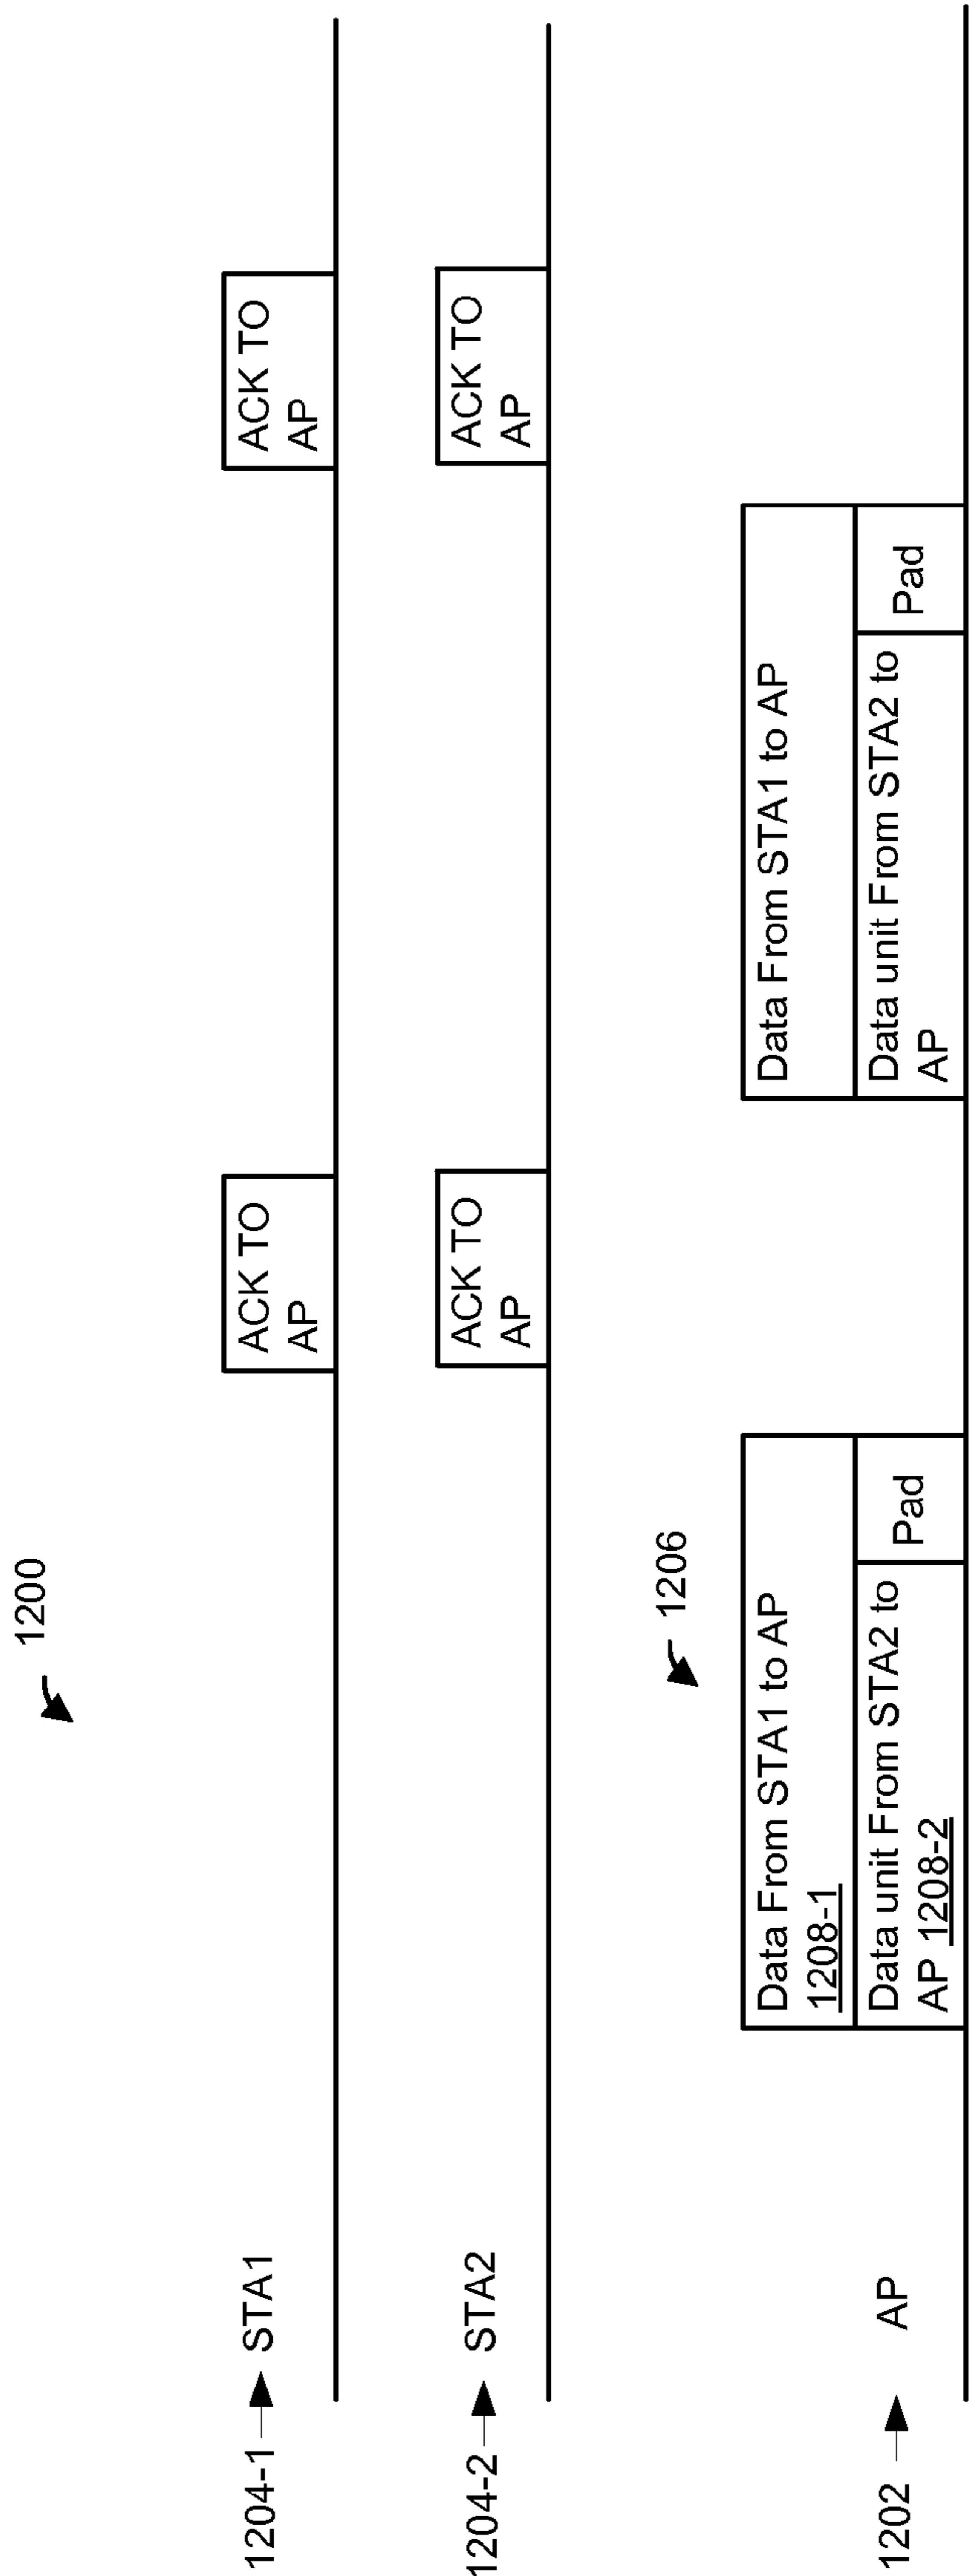 1200
1204-1
STA1
ACK TO
AP
ACK TO
AP
1204-2
STA2
ACK TO
AP
ACK TO
AP
1206
1202
AP
Data From STA1 to AP
1208-1
Data unit From STA2 to
AP 1208-2
Pad
Data From STA1 to AP
Data unit From STA2 to
AP
Pad